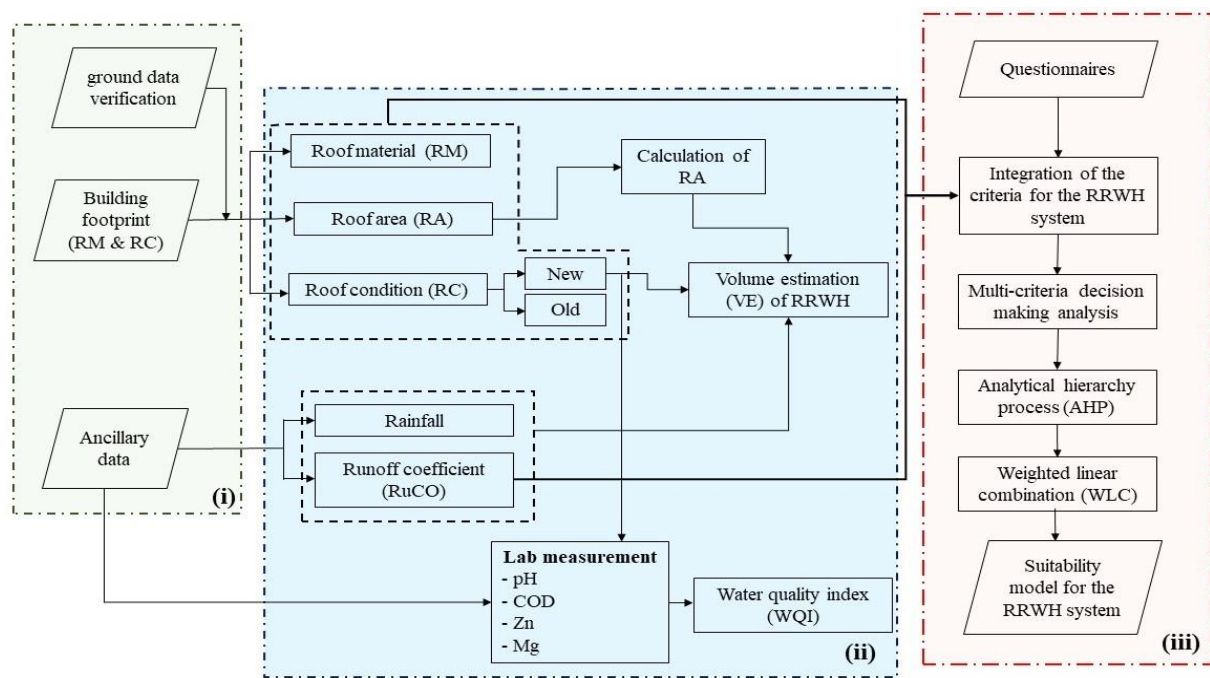 ground data
verification
Building
footprint
(RM & RC)
Ancillary
data
(i)
Roof material (RM)
Roof area (RA)
Roof condition (RC)
New
Old
Calculation of
RA
Volume estimation
(VE) of RRWH
Rainfall
Runoff coefficient
(RuCO)
Lab measurement
- pH
- COD
- Zn
- Mg
Water quality index
(WQI)
(ii)
Questionnaires
Integration of the
criteria for the RRWH
system
Multi-criteria decision
making analysis
Analytical hierarchy
process (AHP)
Weighted linear
combination (WLC)
Suitability
model for the
RRWH system
(iii)